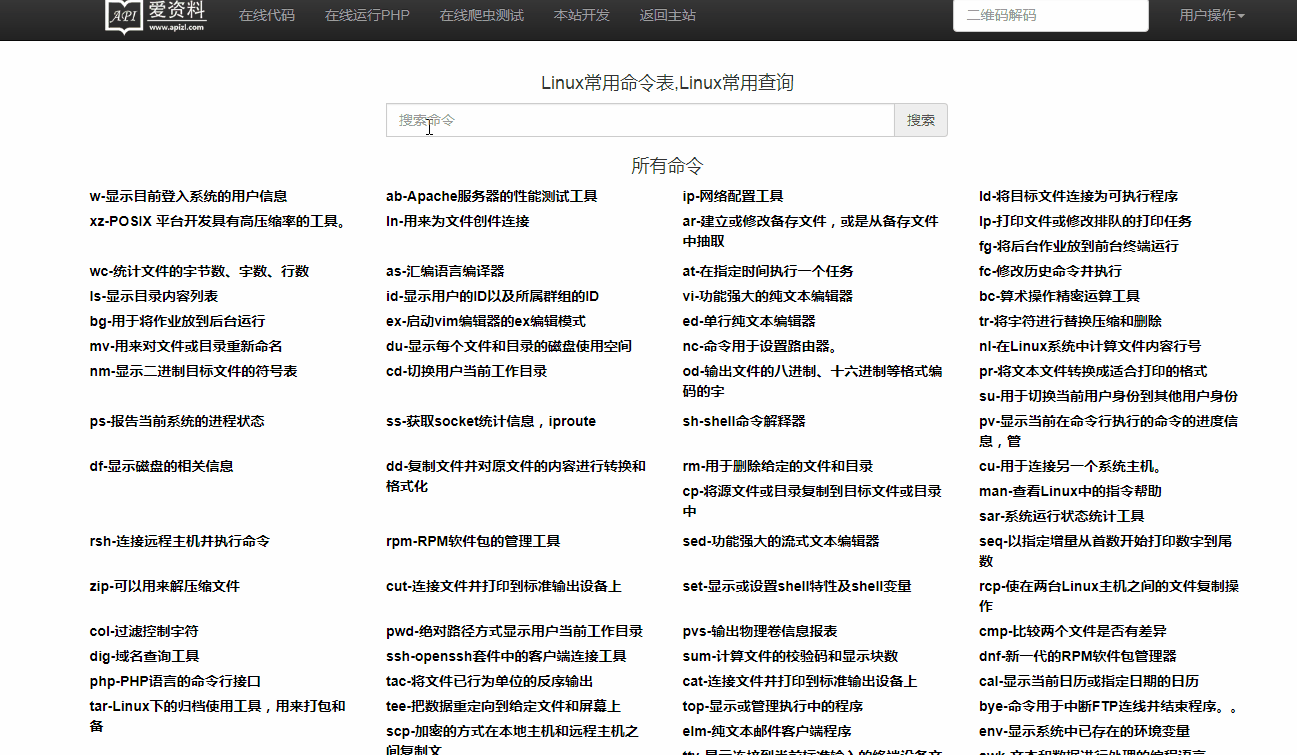 API 爱资料
www.apizl.com
在线代码 在线运行PHP 在线爬虫测试 本站开发 返回主站 二维码解码 用户操作
Linux常用命令表,Linux常用查询
搜索命令 搜索
所有命令
w-显示目前登入系统的用户信息 ab-Apache服务器的性能测试工具 ip-网络配置工具 ld-将目标文件连接为可执行程序
xz-POSIX 平台开发具有高压缩率的工具。 ln-用来为文件创件连接 ar-建立或修改备存文件，或是从备存文件 lp-打印文件或修改排队的打印任务
中抽取 fg-将后台作业放到前台终端运行
wc-统计文件的字节数、字数、行数 as-汇编语言编译器 at-在指定时间执行一个任务 fc-修改历史命令并执行
ls-显示目录内容列表 id-显示用户的ID以及所属群组的ID vi-功能强大的纯文本编辑器 bc-算术操作精密运算工具
bg-用于将作业放到后台运行 ex-启动vim编辑器的ex编辑模式 ed-单行纯文本编辑器 tr-将字符进行替换压缩和删除
mv-用来对文件或目录重新命名 du-显示每个文件和目录的磁盘使用空间 nc-命令用于设置路由器。 nl-在Linux系统中计算文件内容行号
nm-显示二进制目标文件的符号表 cd-切换用户当前工作目录 od-输出文件的八进制、十六进制等格式编 pr-将文本文件转换成适合打印的格式
码的字 su-用于切换当前用户身份到其他用户身份
ps-报告当前系统的进程状态 ss-获取socket统计信息，iproute sh-shell命令解释器 pv-显示当前在命令行执行的命令的进度信
息，管
df-显示磁盘的相关信息 dd-复制文件并对原文件的内容进行转换和 rm-用于删除给定的文件和目录 cu-用于连接另一个系统主机。
格式化 cp-将源文件或目录复制到目标文件或目录 man-查看Linux中的指令帮助
中 sar-系统运行状态统计工具
rsh-连接远程主机并执行命令 rpm-RPM软件包的管理工具 sed-功能强大的流式文本编辑器 seq-以指定增量从首数开始打印数字到尾
数
zip-可以用来解压缩文件 cut-连接文件并打印到标准输出设备上 set-显示或设置shell特性及shell变量 rcp-使在两台Linux主机之间的文件复制操
作
col-过滤控制字符 pwd-绝对路径方式显示用户当前工作目录 pvs-输出物理卷信息报表 cmp-比较两个文件是否有差异
dig-域名查询工具 ssh-openssh套件中的客户端连接工具 sum-计算文件的校验码和显示块数 dnf-新一代的RPM软件包管理器
php-PHP语言的命令行接口 tac-将文件已行为单位的反序输出 cat-连接文件并打印到标准输出设备上 cal-显示当前日历或指定日期的日历
tar-Linux下的归档使用工具，用来打包和 tee-把数据重定向到给定文件和屏幕上 top-显示或管理执行中的程序 bye-命令用于中断FTP连线并结束程序。。
备 scp-加密的方式在本地主机和远程主机之 elm-纯文本邮件客户端程序 env-显示系统中已存在的环境变量
间复制文 tty-显示连接到当前标准输入的终端设备文 awk-文本和数据进行处理的编程语言